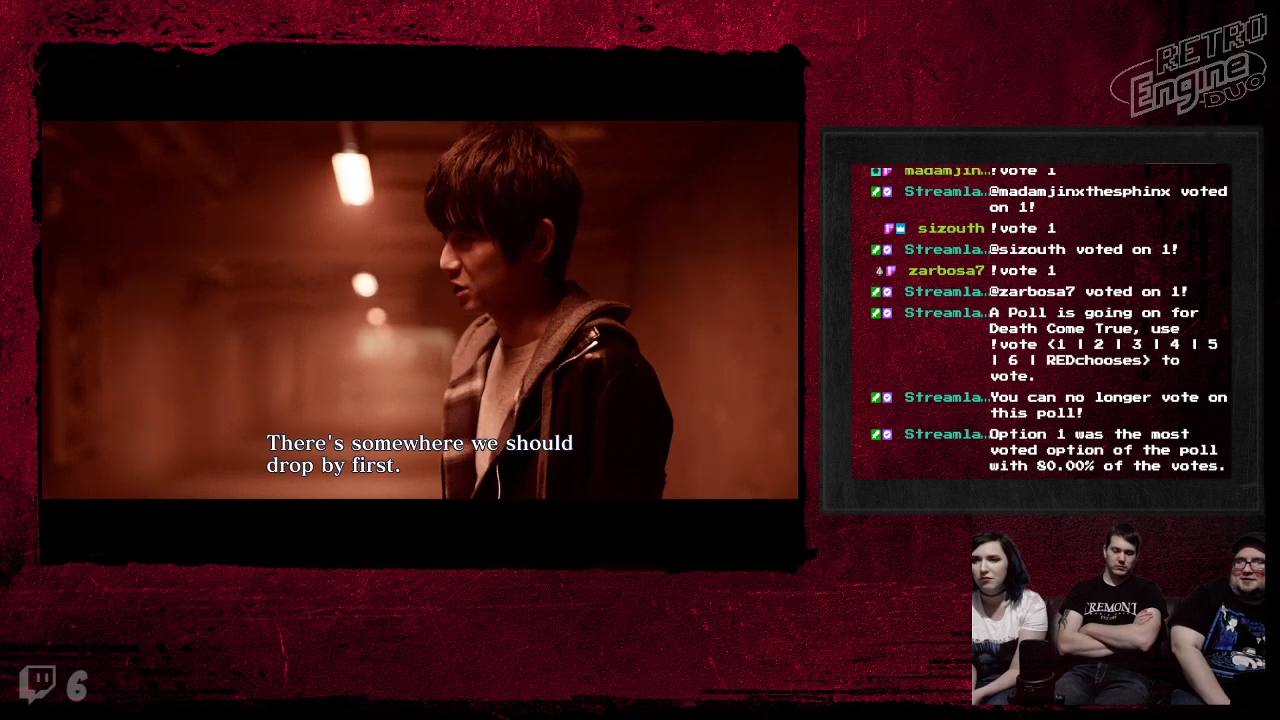 RETRO
Engine
DUO
madamjin..!vote 1
Streamla..@madamjinxthesphinx voted
on 1!
sizouth !vote 1
Streamla..@sizouth voted on 1!
zarbosa7 !vote 1
Streamla..@zarbosa7 voted on 1!
Streamla..A Poll is going on for
Death Come True, use
!vote <1 | 2 | 3 | 4 | 5
| 6 | REDchooses> to
vote.
Streamla..You can no longer vote on
this poll!
Streamla..Option 1 was the most
voted option of the poll
with 80.00% of the votes.
There's somewhere we should
drop by first.
6